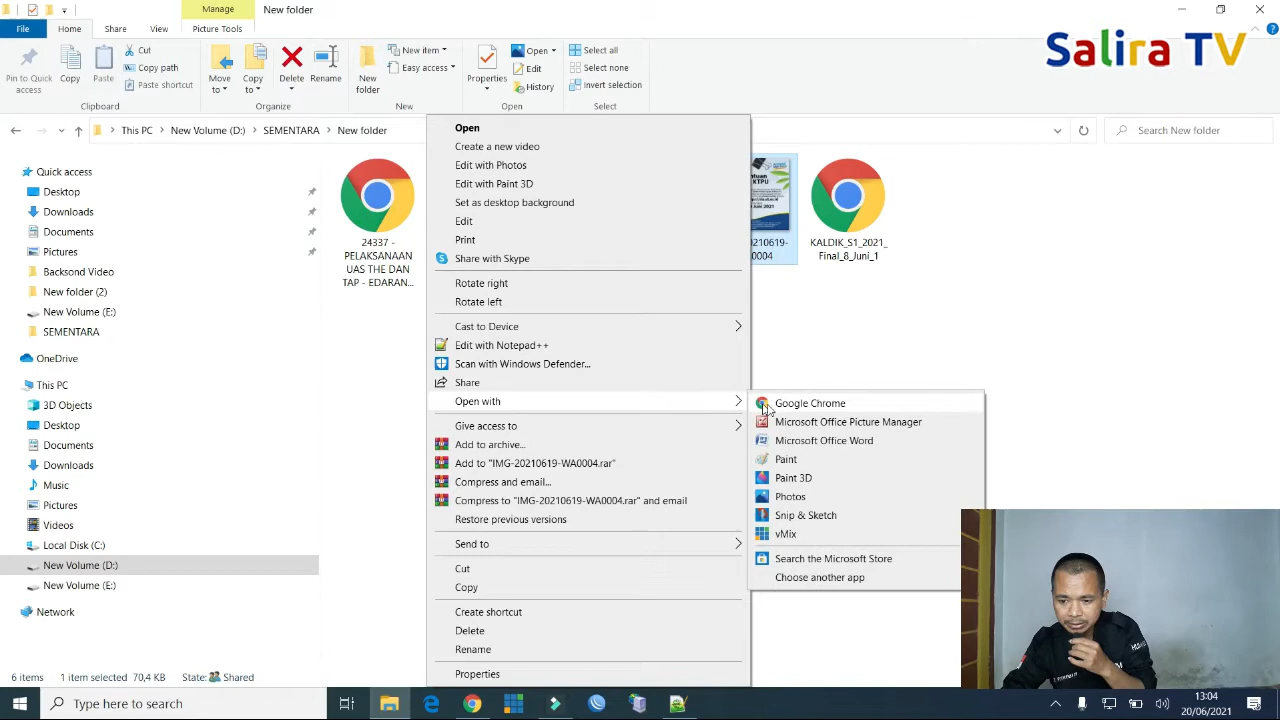 Manage
New folder
File
Home
Share
View
Picture Tools
Salira TV
Pin to Quick
access
Copy
Paste
Cut
Copy path
Paste shortcut
Clipboard
Move
to
Copy
to
Delete
Rename
Organize
New
folder
New item
Easy access
New
Properties
Open
Edit
History
Open
Select all
Select none
Invert selection
Select
This PC
New Volume (D:)
SEMENTARA
New folder
Search New folder
Quick access
Desktop
Downloads
Documents
Pictures
Backsond Video
New folder (2)
New Volume (E:)
SEMENTARA
OneDrive
This PC
3D Objects
Desktop
Documents
Downloads
Music
Pictures
Videos
Local Disk (C:)
New Volume (D:)
New Volume (E:)
Network
24337 -
PELAKSANAAN
UAS THE DAN
TAP - EDARAN...
0210619-
0004
KALDIK_S1_2021_
Final_8_Juni_1
Open
Create a new video
Edit with Photos
Edit with Paint 3D
Set as desktop background
Edit
Print
Share with Skype
Rotate right
Rotate left
Cast to Device
Edit with Notepad++
Scan with Windows Defender...
Share
Open with
Give access to
Add to archive...
Add to "IMG-20210619-WA0004.rar"
Compress and email...
Compress to "IMG-20210619-WA0004.rar" and email
Restore previous versions
Send to
Cut
Copy
Create shortcut
Delete
Rename
Properties
Google Chrome
Microsoft Office Picture Manager
Microsoft Office Word
Paint
Paint 3D
Photos
Snip & Sketch
vMix
Search the Microsoft Store
Choose another app
6 items
1 item selected
70,4 KB
State:
Shared
Type here to search
13:04
20/06/2021